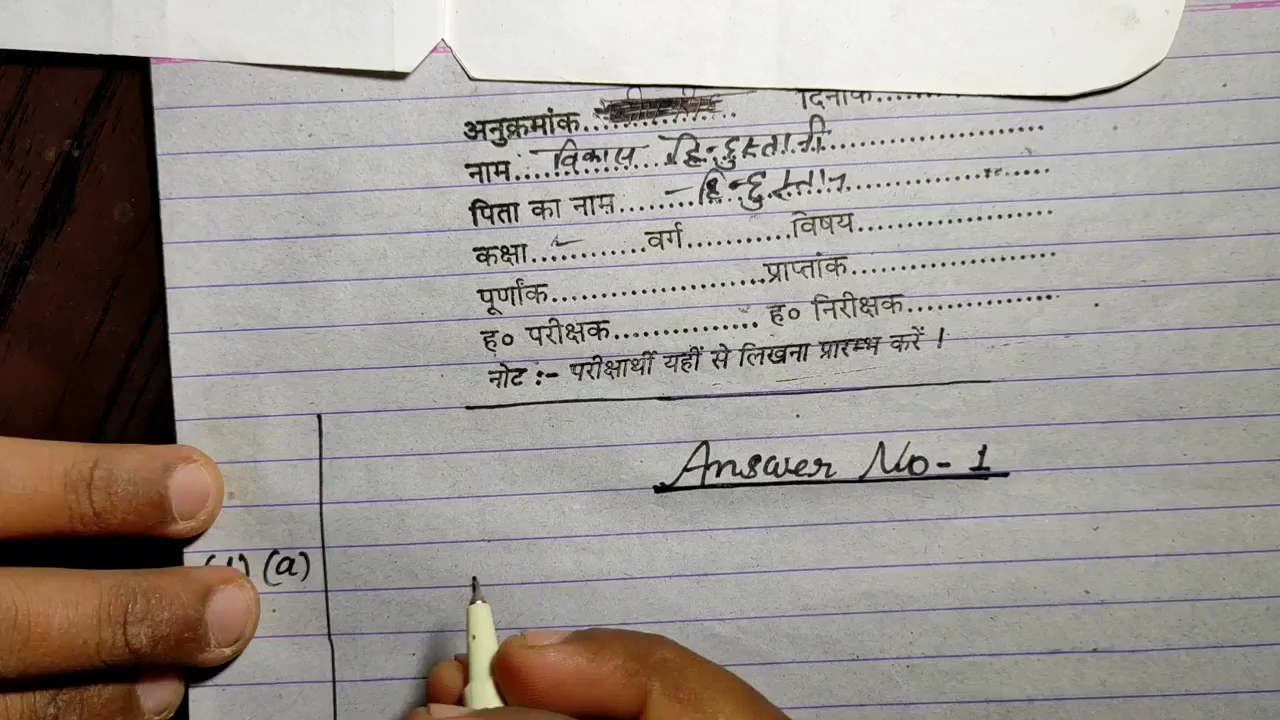 अनुक्रमांक.............. दिनांक........
नाम.... विकास हिन्दुस्तानी....................
पिता का नाम...... हिन्दुस्तान..................
कक्षा............वर्ग...........विषय....................
पूर्णांक......................प्राप्तांक....................
ह० परीक्षक............... ह० निरीक्षक...............
नोट :- परीक्षार्थी यहीं से लिखना प्रारम्भ करें ।
Answer No - 1
(a)